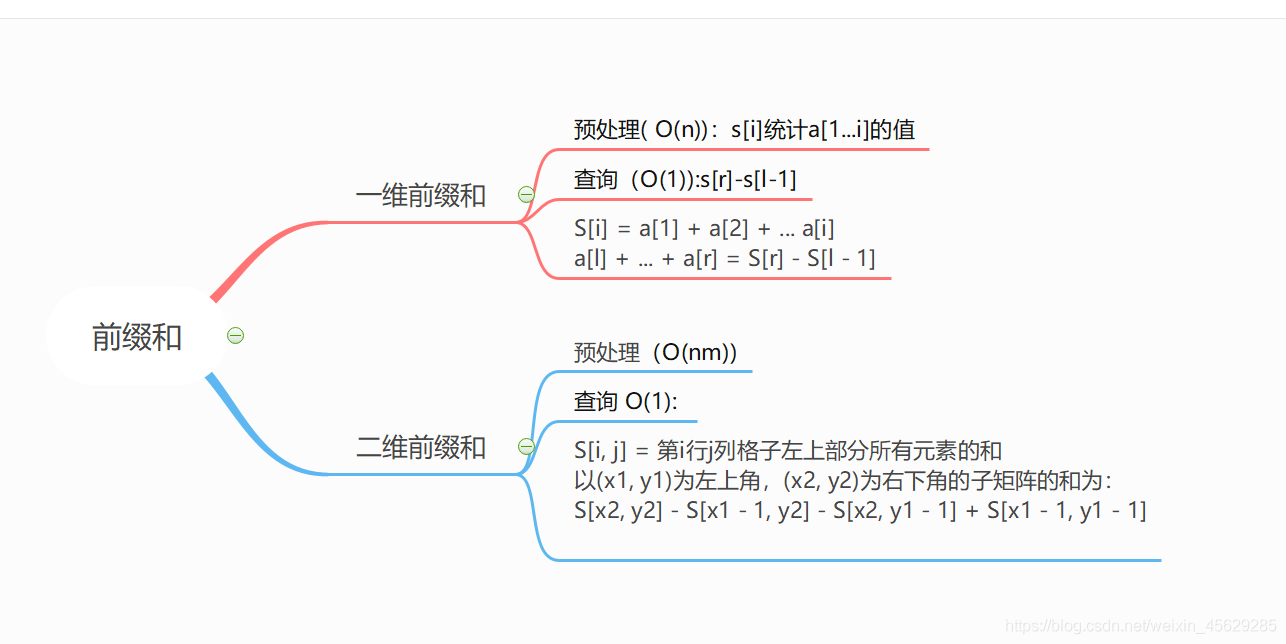 前缀和
一维前缀和
预处理( O(n))：s[i]统计a[1...i]的值
查询（O(1)):s[r]-s[l-1]
S[i] = a[1] + a[2] + ... a[i]
a[l] + ... + a[r] = S[r] - S[l - 1]
二维前缀和
预处理（O(nm))
查询 O(1):
S[i, j] = 第i行j列格子左上部分所有元素的和
以(x1, y1)为左上角，(x2, y2)为右下角的子矩阵的和为：
S[x2, y2] - S[x1 - 1, y2] - S[x2, y1 - 1] + S[x1 - 1, y1 - 1]
https://blog.csdn.net/weixin_45629285